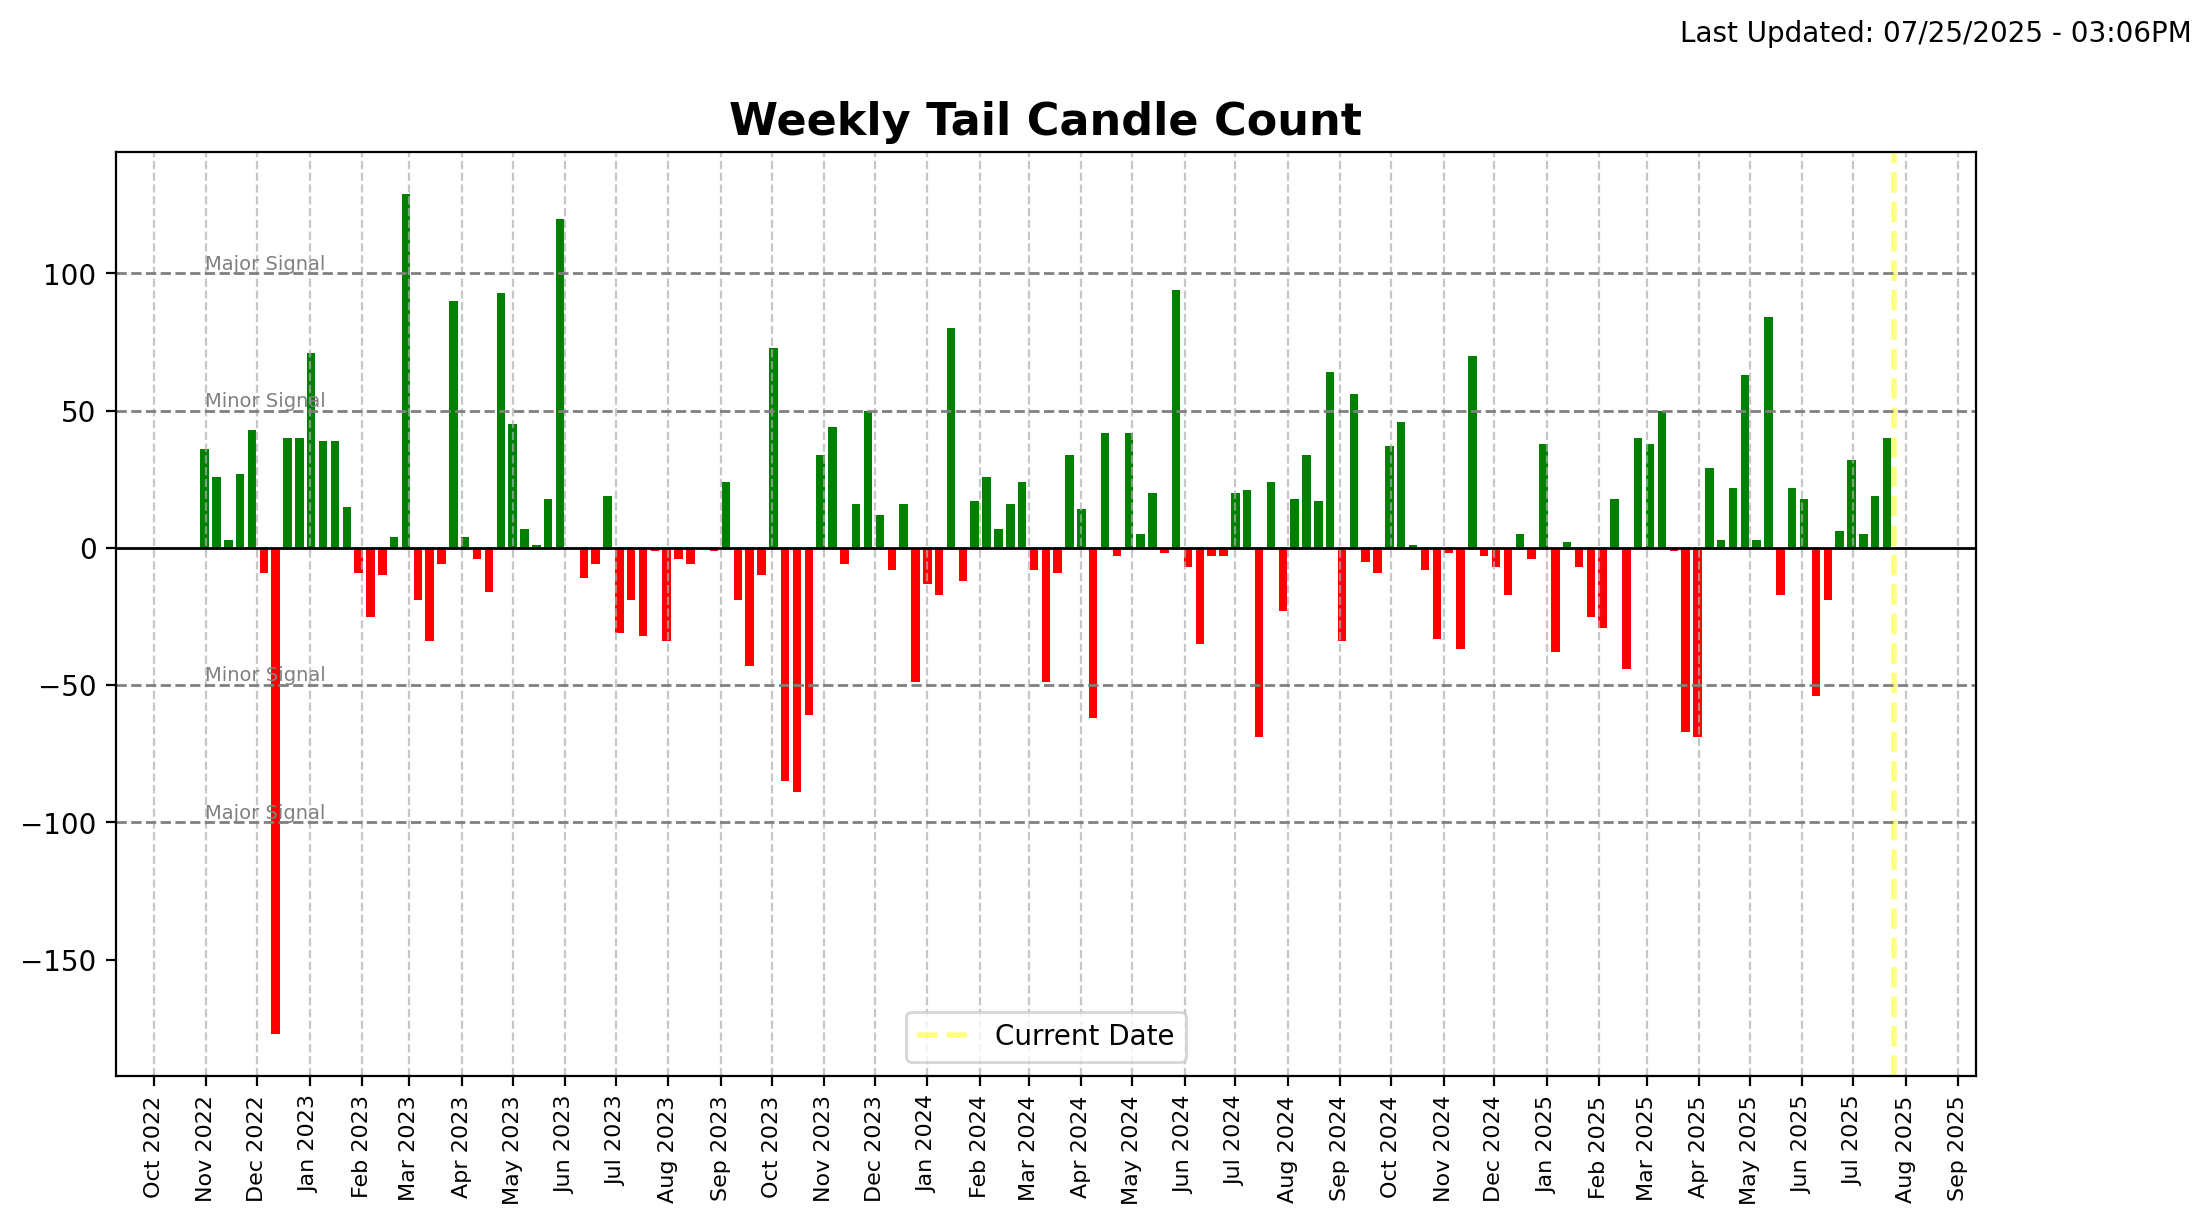 Last Updated: 07/25/2025 - 03:06PM
Weekly Tail Candle Count
100
50
0
−50
−100
−150
Major Signal
Minor Signal
Minor Signal
Major Signal
Current Date
Oct 2022
Nov 2022
Dec 2022
Jan 2023
Feb 2023
Mar 2023
Apr 2023
May 2023
Jun 2023
Jul 2023
Aug 2023
Sep 2023
Oct 2023
Nov 2023
Dec 2023
Jan 2024
Feb 2024
Mar 2024
Apr 2024
May 2024
Jun 2024
Jul 2024
Aug 2024
Sep 2024
Oct 2024
Nov 2024
Dec 2024
Jan 2025
Feb 2025
Mar 2025
Apr 2025
May 2025
Jun 2025
Jul 2025
Aug 2025
Sep 2025